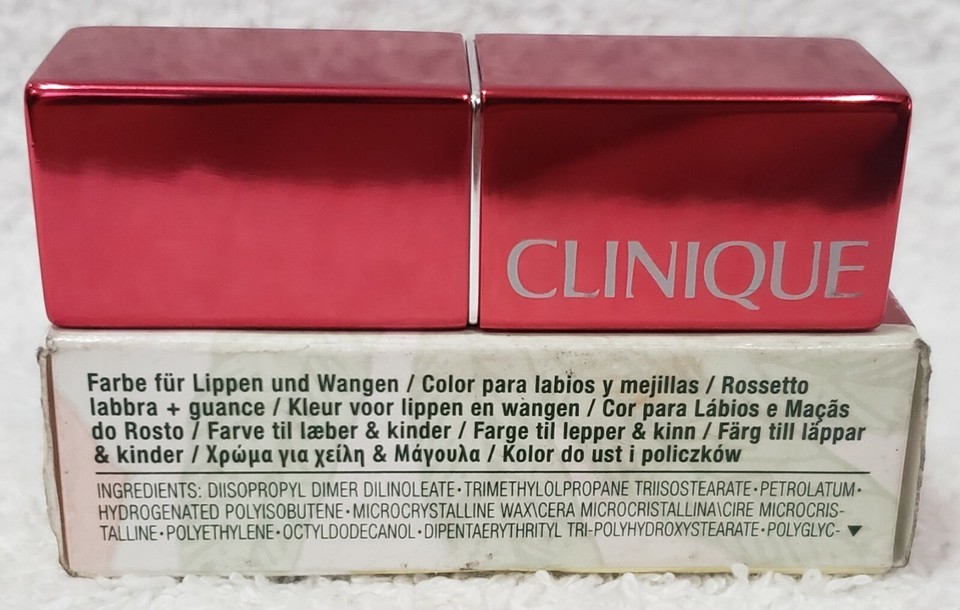 CLINIQUE
Farbe für Lippen und Wangen / Color para labios y mejillas / Rossetto
labbra + guance / Kleur voor lippen en wangen / Cor para Lábios e Maçãs
do Rosto / Farve til læber & kinder / Farge til lepper & kinn / Färg till läppar
& kinder / Χρώμα για χείλη & Μάγουλα / Kolor do ust i policzków
INGREDIENTS: DIISOPROPYL DIMER DILINOLEATE•TRIMETHYLOLPROPANE TRIISOSTEARATE•PETROLATUM•
HYDROGENATED POLYISOBUTENE•MICROCRYSTALLINE WAX\CERA MICROCRISTALLINA\CIRE MICROCRIS-
TALLINE•POLYETHYLENE•OCTYLDODECANOL•DIPENTAERYTHRITYL TRI-POLYHYDROXYSTEARATE•POLYGLYC- ▼